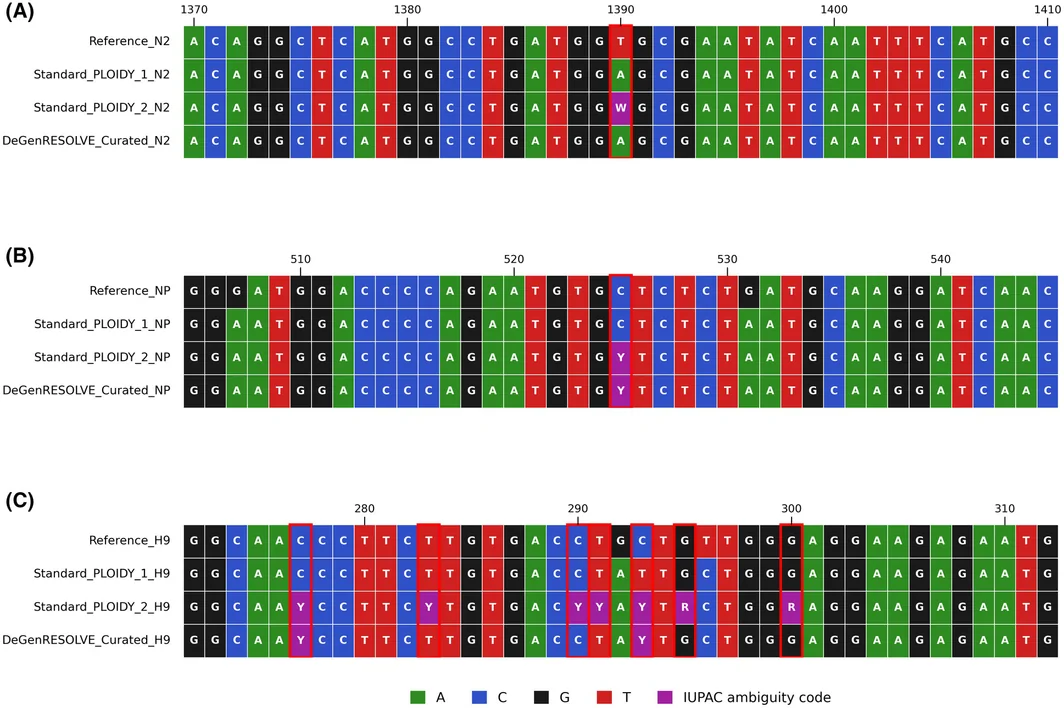 (A)
1370 1380 1390 1400 1410
Reference_N2 A C A G G C T C A T G G C C T G A T G G T G C G A A T A T C A A T T T C A T G C C
Standard_PLOIDY_1_N2 A C A G G C T C A T G G C C T G A T G G A G C G A A T A T C A A T T T C A T G C C
Standard_PLOIDY_2_N2 A C A G G C T C A T G G C C T G A T G G W G C G A A T A T C A A T T T C A T G C C
DeGenRESOLVE_Curated_N2 A C A G G C T C A T G G C C T G A T G G A G C G A A T A T C A A T T T C A T G C C
(B)
510 520 530 540
Reference_NP G G G A T G G A C C C C A G A A T G T G C T C T C T G A T G C A A G G A T C A A C
Standard_PLOIDY_1_NP G G A A T G G A C C C C A G A A T G T G C T C T C T A A T G C A A G G A T C A A C
Standard_PLOIDY_2_NP G G A A T G G A C C C C A G A A T G T G Y T C T C T A A T G C A A G G A T C A A C
DeGenRESOLVE_Curated_NP G G A A T G G A C C C C A G A A T G T G Y T C T C T A A T G C A A G G A T C A A C
(C)
280 290 300 310
Reference_H9 G G C A A C C C T T C T T G T G A C C T G C T G T T G G G A G G A A G A G A A T G
Standard_PLOIDY_1_H9 G G C A A C C C T T C T T G T G A C C T A T T G C T G G G A G G A A G A G A A T G
Standard_PLOIDY_2_H9 G G C A A Y C C T T C Y T G T G A C Y Y A Y T R C T G G R A G G A A G A G A A T G
DeGenRESOLVE_Curated_H9 G G C A A Y C C T T C T T G T G A C C T A Y T G C T G G G A G G A A G A G A A T G
A C G T IUPAC ambiguity code